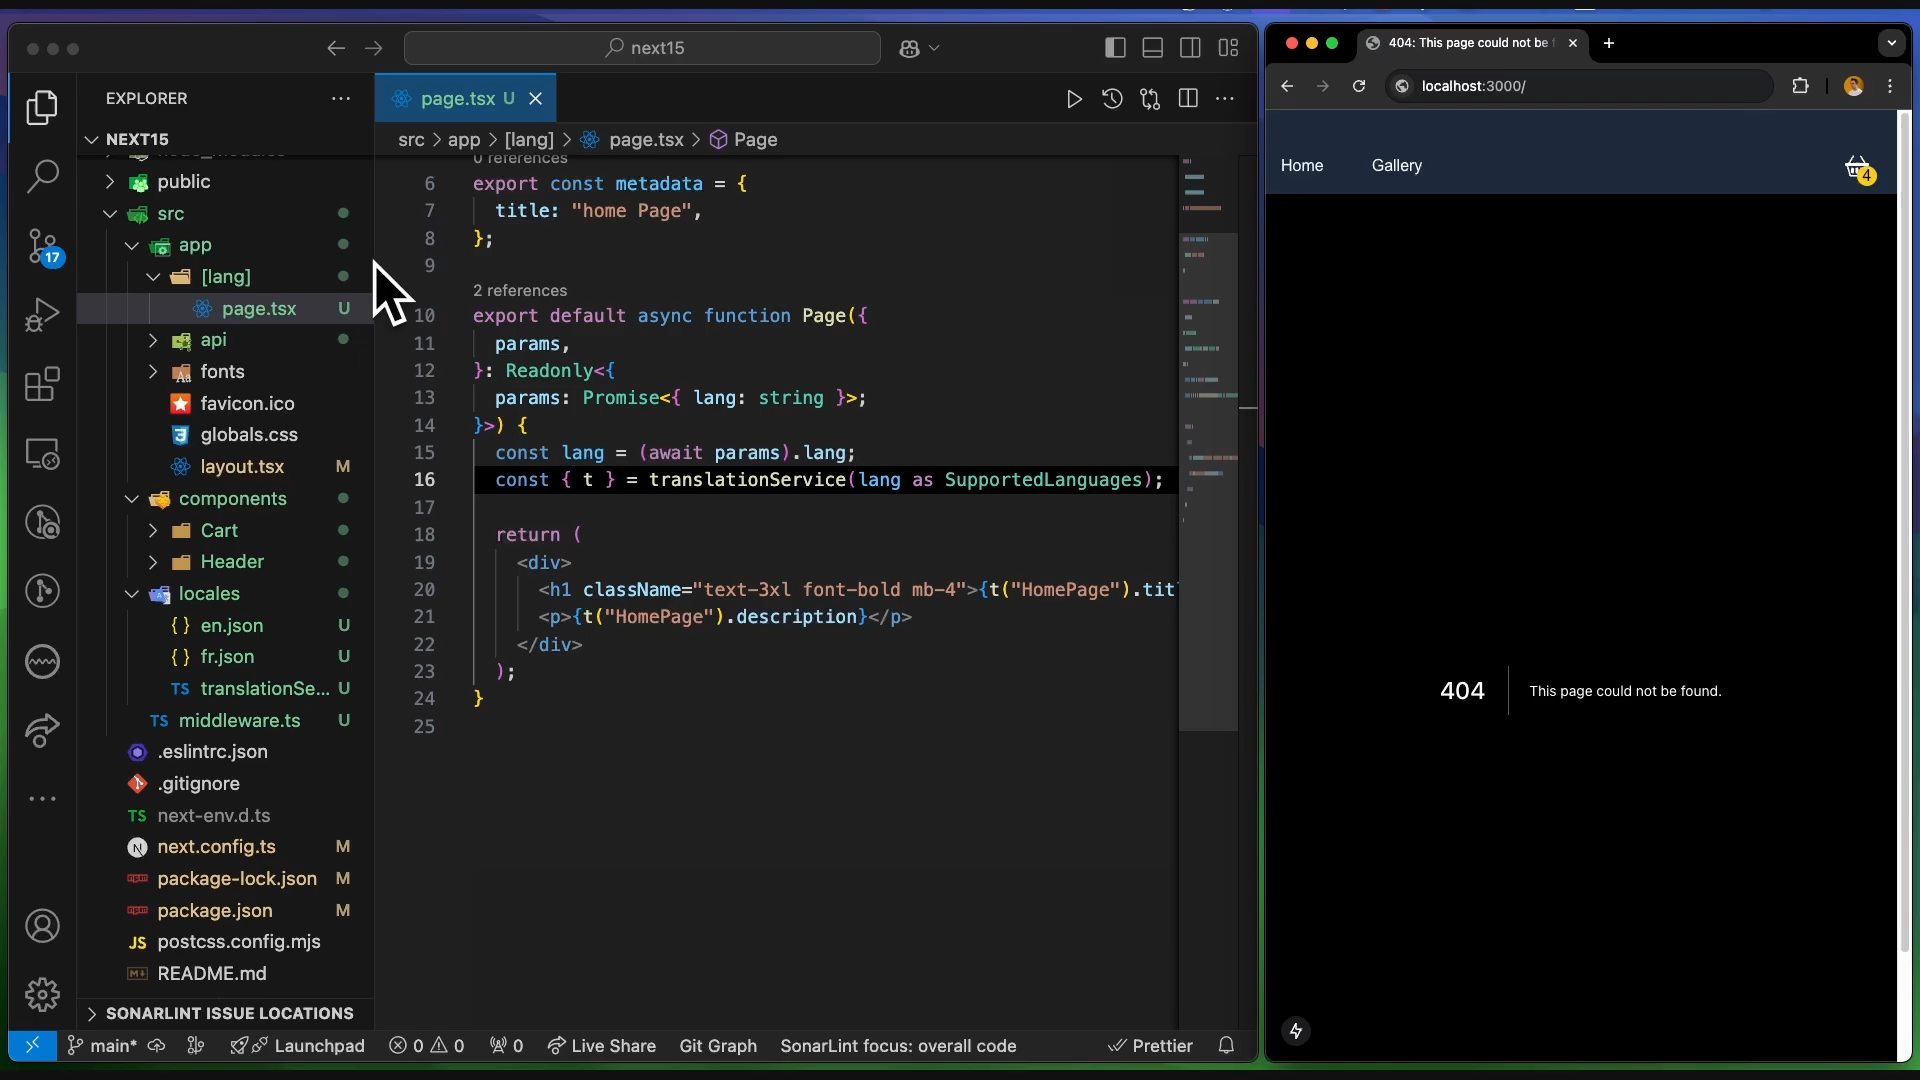 next15
EXPLORER
NEXT15
public
src
app
[lang]
page.tsx U
api
fonts
favicon.ico
globals.css
layout.tsx M
components
Cart
Header
locales
{ } en.json U
{ } fr.json U
TS translationSe... U
TS middleware.ts U
.eslintrc.json
.gitignore
TS next-env.d.ts
N next.config.ts M
package-lock.json M
package.json M
JS postcss.config.mjs
README.md
SONARLINT ISSUE LOCATIONS
17
page.tsx U
src > app > [lang] > page.tsx > Page
0 references
6 export const metadata = {
7 title: "home Page",
8 };
9
2 references
10 export default async function Page({
11 params,
12 }: Readonly<{
13 params: Promise<{ lang: string }>;
14 }>) {
15 const lang = (await params).lang;
16 const { t } = translationService(lang as SupportedLanguages);
17
18 return (
19 <div>
20 <h1 className="text-3xl font-bold mb-4">{t("HomePage").tit
21 <p>{t("HomePage").description}</p>
22 </div>
23 );
24 }
25
main* Launchpad 0 0 0 Live Share Git Graph SonarLint focus: overall code Prettier
404: This page could not be
localhost:3000/
Home Gallery 4
404 This page could not be found.